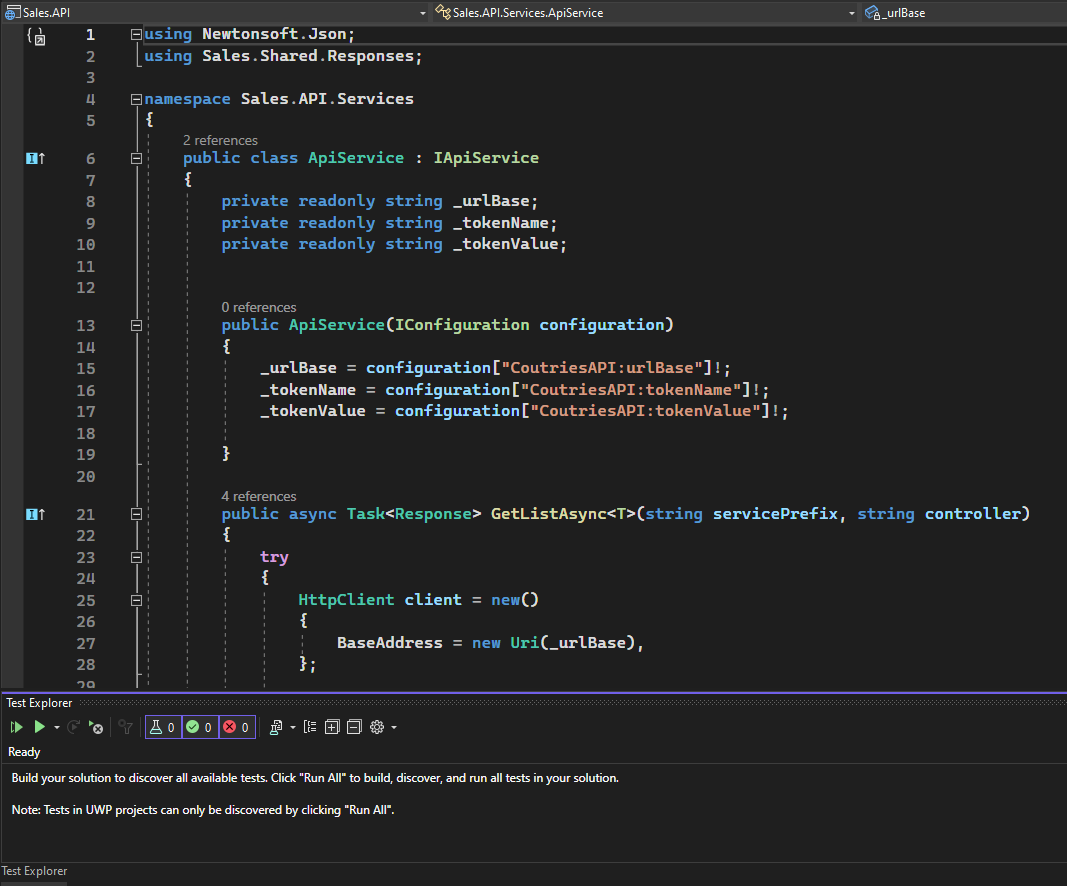 Sales.API Sales.API.Services.ApiService _urlBase
1 using Newtonsoft.Json;
2 using Sales.Shared.Responses;
3
4 namespace Sales.API.Services
5 {
2 references
6 public class ApiService : IApiService
7 {
8 private readonly string _urlBase;
9 private readonly string _tokenName;
10 private readonly string _tokenValue;
11
12
0 references
13 public ApiService(IConfiguration configuration)
14 {
15 _urlBase = configuration["CoutriesAPI:urlBase"]!;
16 _tokenName = configuration["CoutriesAPI:tokenName"]!;
17 _tokenValue = configuration["CoutriesAPI:tokenValue"]!;
18
19 }
20
4 references
21 public async Task<Response> GetListAsync<T>(string servicePrefix, string controller)
22 {
23 try
24 {
25 HttpClient client = new()
26 {
27 BaseAddress = new Uri(_urlBase),
28 };
29
Test Explorer
0 0 0
Ready
Build your solution to discover all available tests. Click "Run All" to build, discover, and run all tests in your solution.
Note: Tests in UWP projects can only be discovered by clicking "Run All".
Test Explorer